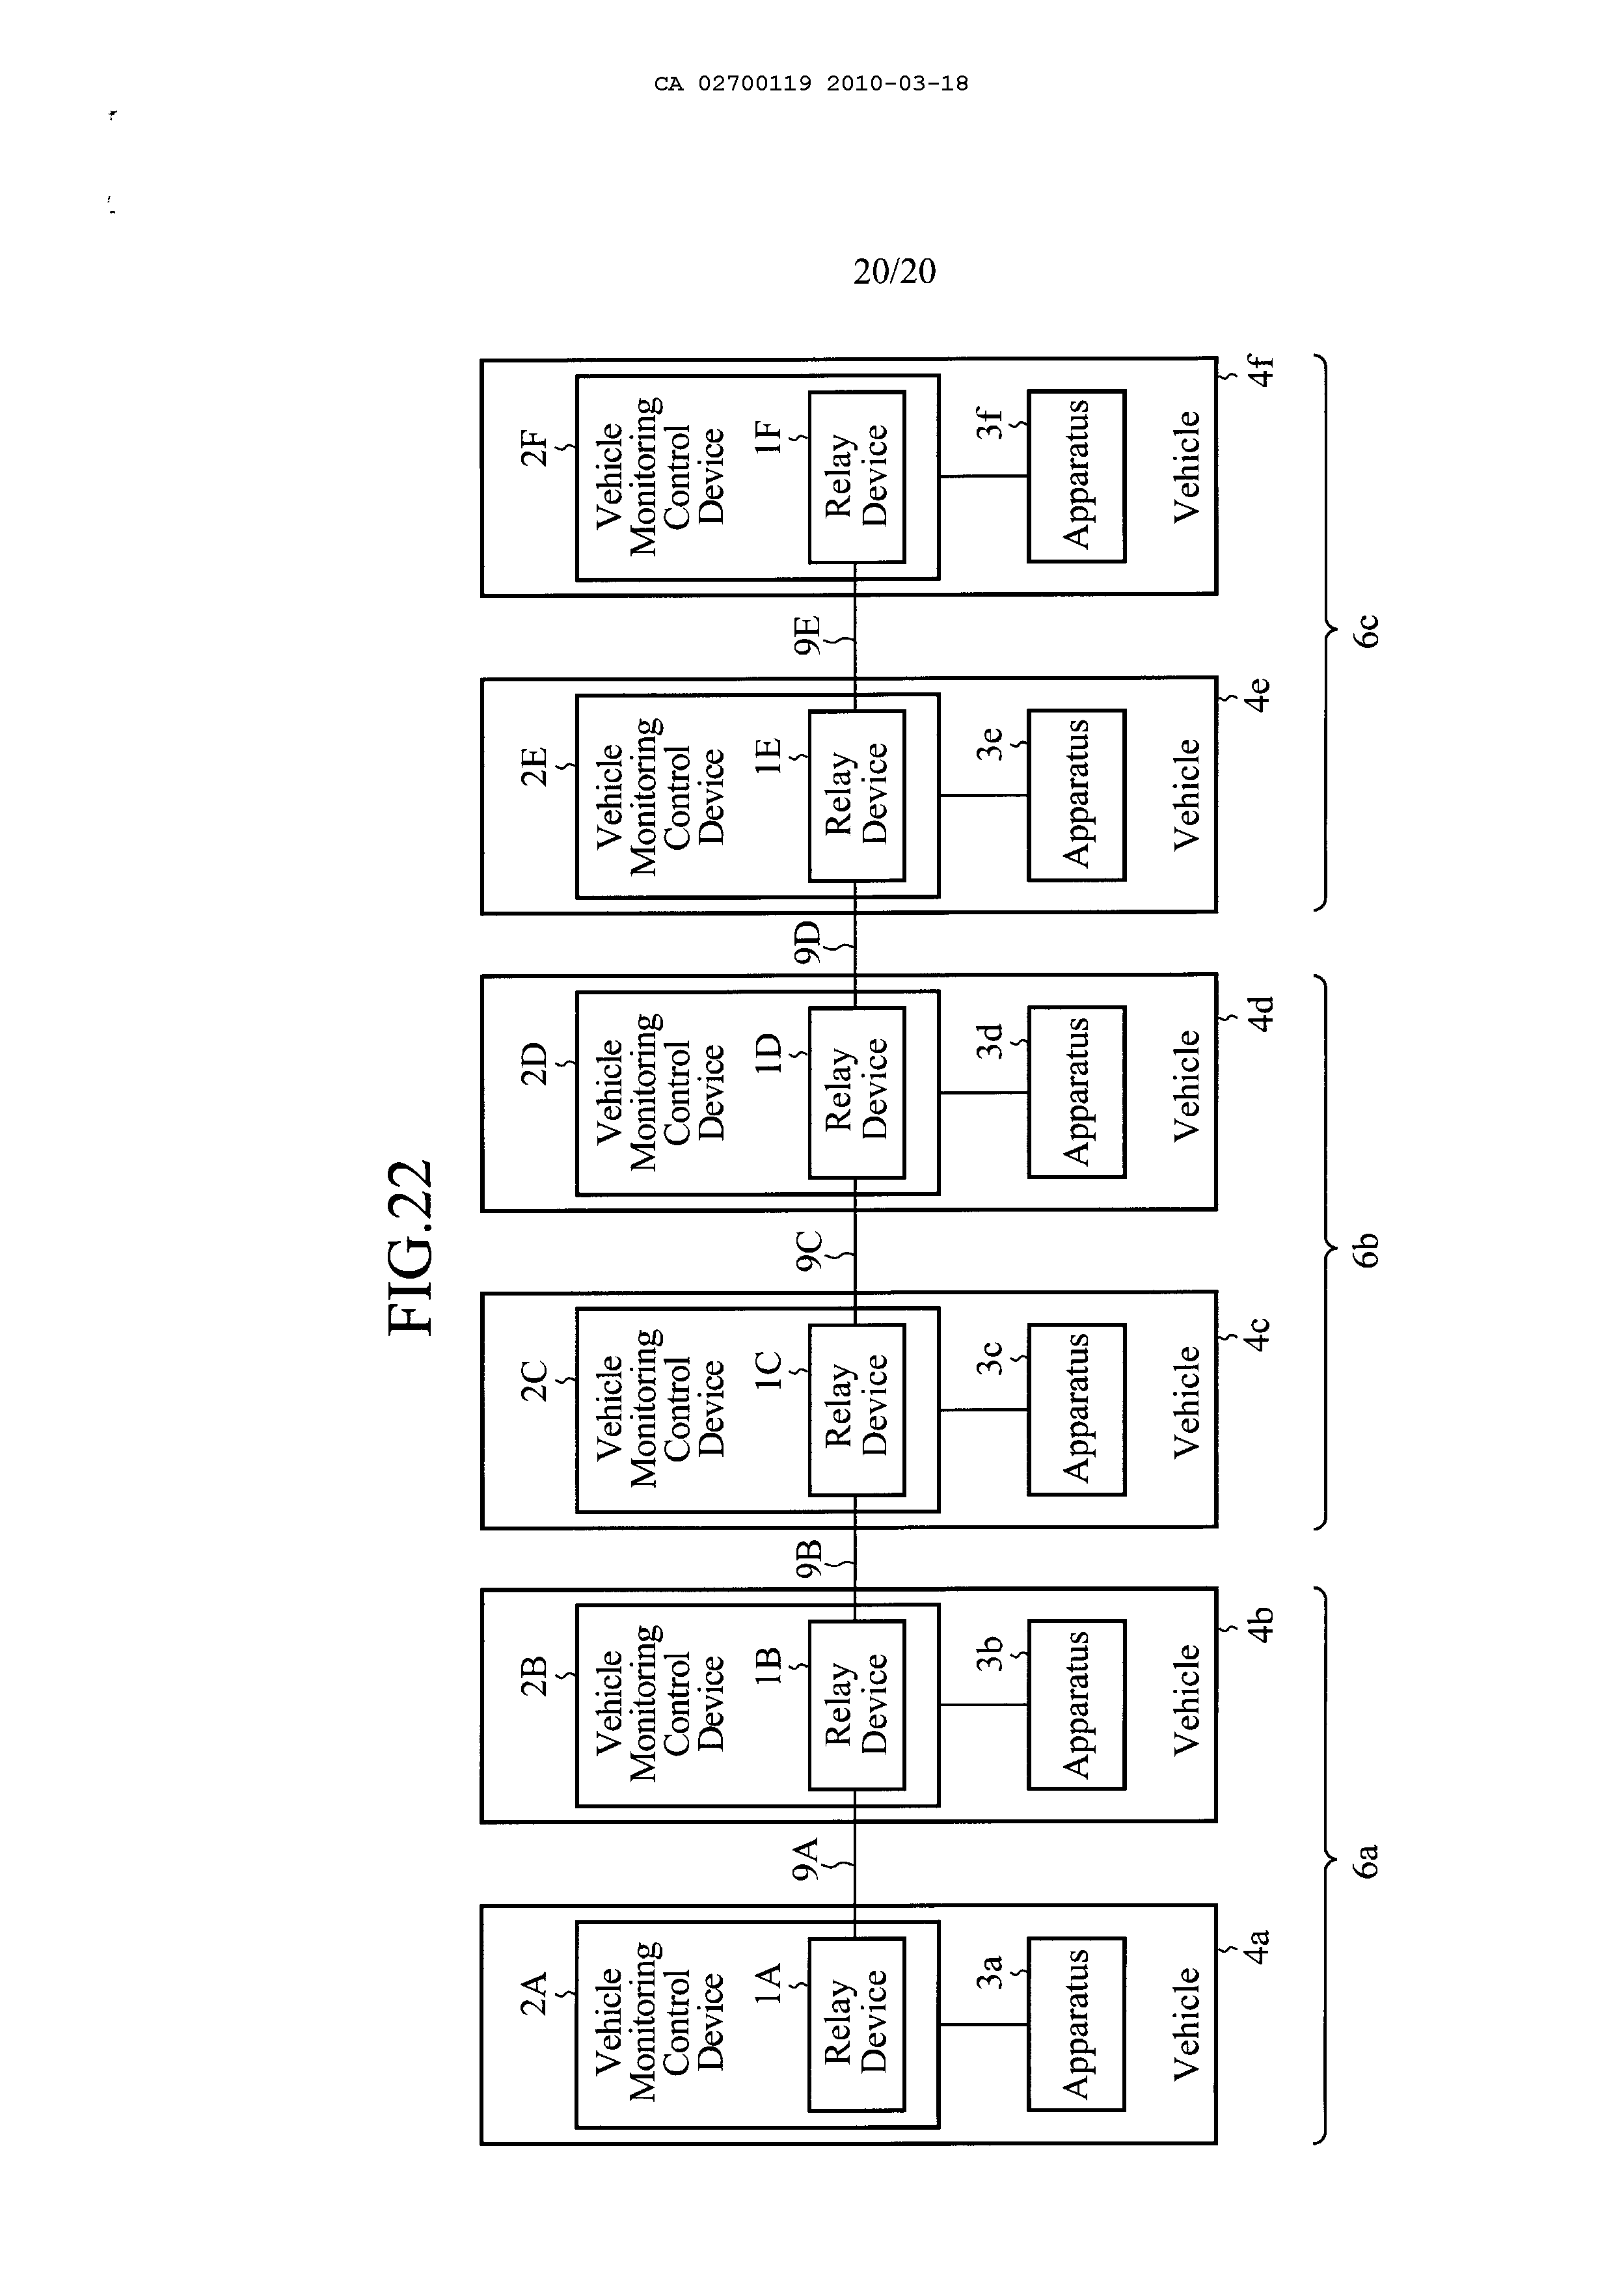 CA 02700119 2010-03-18
20/20
FIG.22
2A
Vehicle
Monitoring
Control
Device
1A
Relay
Device
3a
Apparatus
Vehicle
4a
9A
2B
Vehicle
Monitoring
Control
Device
1B
Relay
Device
3b
Apparatus
Vehicle
4b
6a
9B
2C
Vehicle
Monitoring
Control
Device
1C
Relay
Device
3c
Apparatus
Vehicle
4c
9C
2D
Vehicle
Monitoring
Control
Device
1D
Relay
Device
3d
Apparatus
Vehicle
4d
6b
9D
2E
Vehicle
Monitoring
Control
Device
1E
Relay
Device
3e
Apparatus
Vehicle
4e
9E
2F
Vehicle
Monitoring
Control
Device
1F
Relay
Device
3f
Apparatus
Vehicle
4f
6c